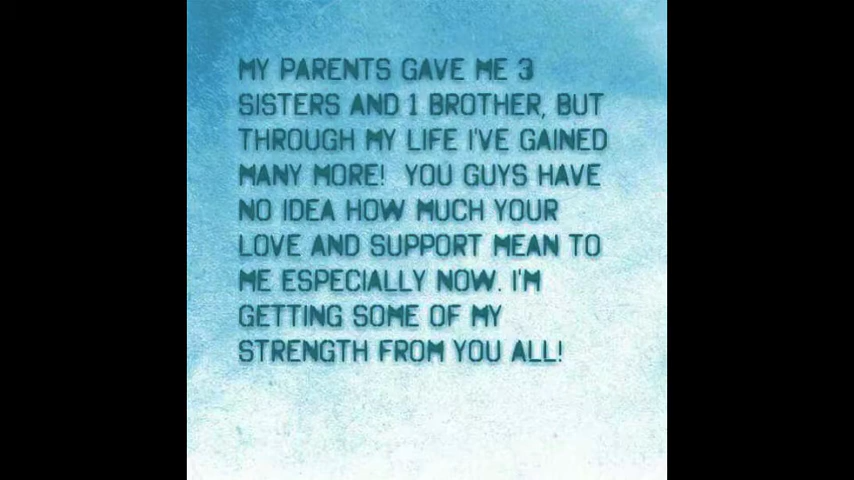 MY PARENTS GAVE ME 3
SISTERS AND 1 BROTHER, BUT
THROUGH MY LIFE I'VE GAINED
MANY MORE! YOU GUYS HAVE
NO IDEA HOW MUCH YOUR
LOVE AND SUPPORT MEAN TO
ME ESPECIALLY NOW. I'M
GETTING SOME OF MY
STRENGTH FROM YOU ALL!